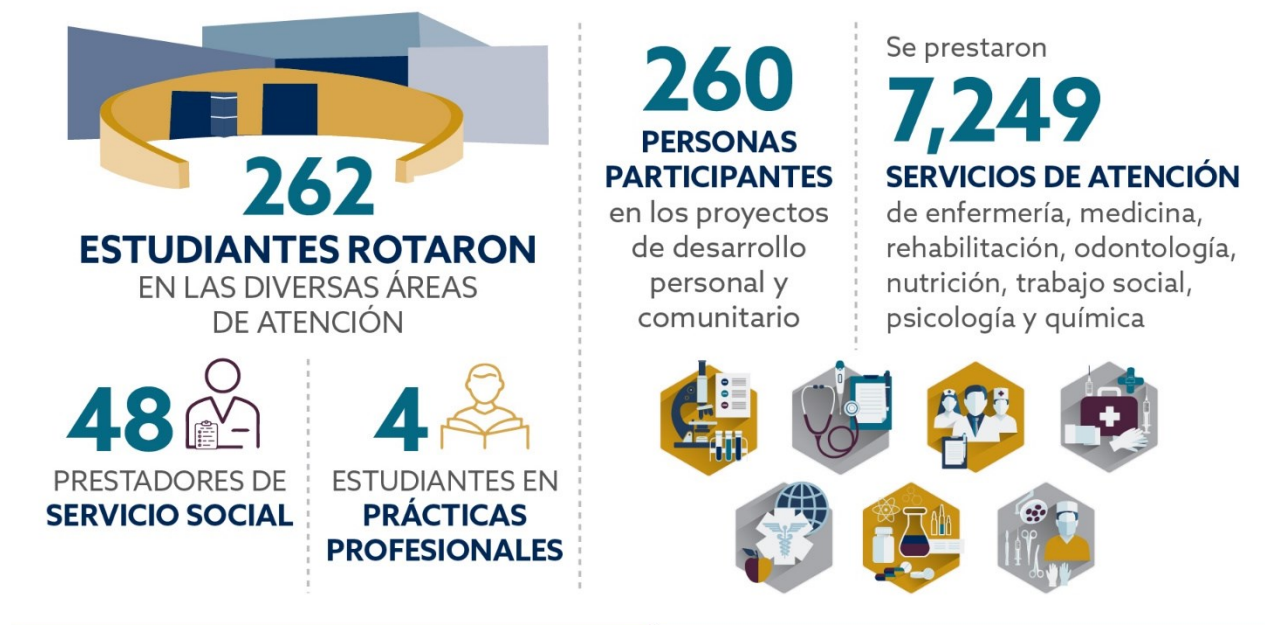 262
ESTUDIANTES ROTARON
EN LAS DIVERSAS ÁREAS
DE ATENCIÓN
48
PRESTADORES DE
SERVICIO SOCIAL
4
ESTUDIANTES EN
PRÁCTICAS
PROFESIONALES
260
PERSONAS
PARTICIPANTES
en los proyectos
de desarrollo
personal y
comunitario
Se prestaron
7,249
SERVICIOS DE ATENCIÓN
de enfermería, medicina,
rehabilitación, odontología,
nutrición, trabajo social,
psicología y química